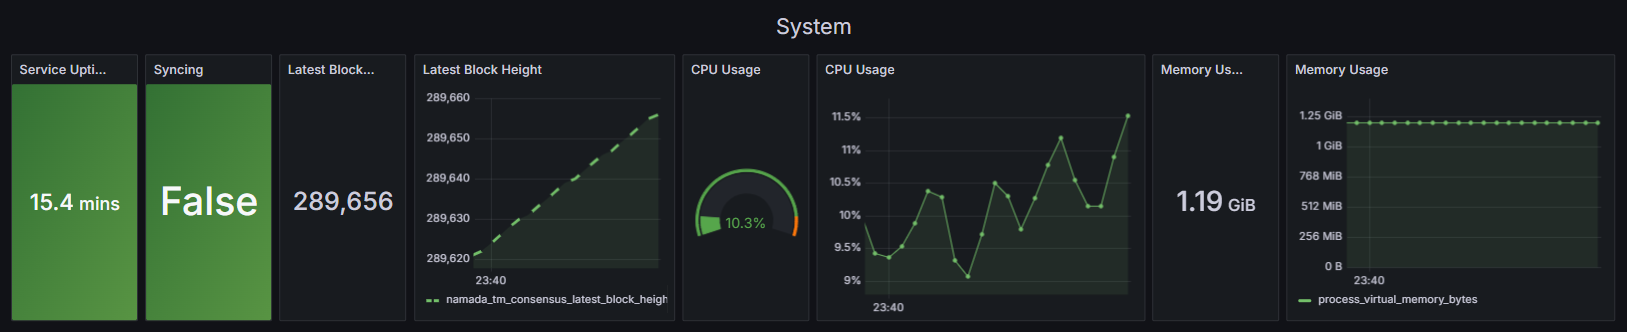 System
Service Upti...
15.4 mins
Syncing
False
Latest Block...
289,656
Latest Block Height
289,660
289,650
289,640
289,630
289,620
23:40
namada_tm_consensus_latest_block_heigh
CPU Usage
10.3%
CPU Usage
11.5%
11%
10.5%
10%
9.5%
9%
23:40
Memory Us...
1.19 GiB
Memory Usage
1.25 GiB
1 GiB
768 MiB
512 MiB
256 MiB
0 B
23:40
process_virtual_memory_bytes